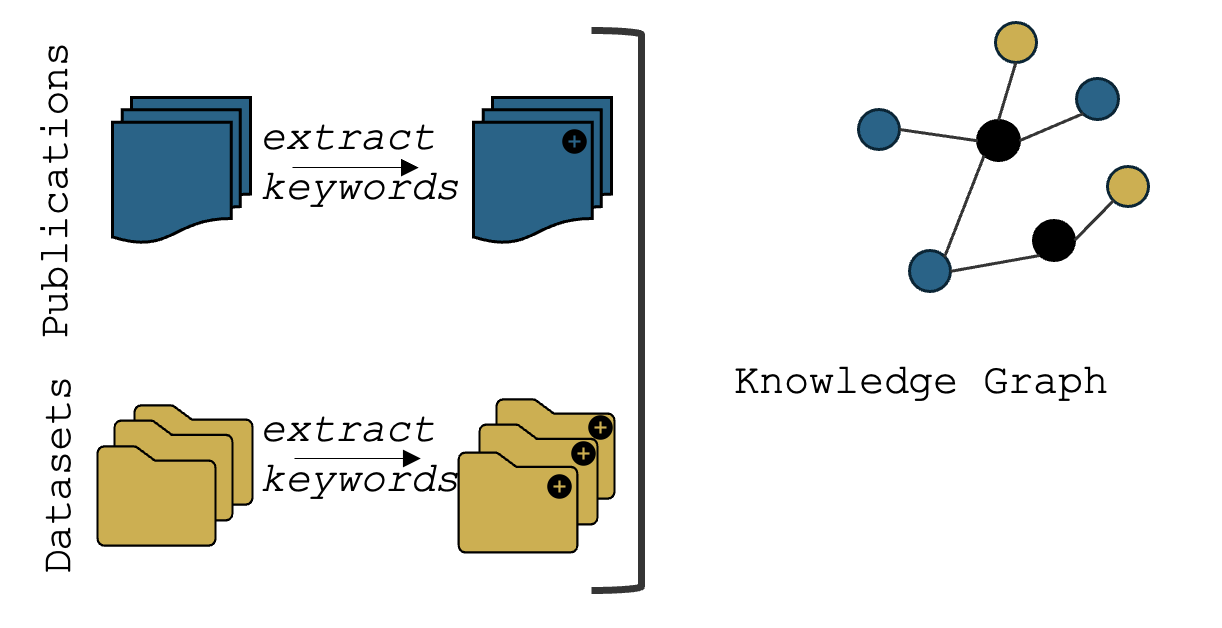 Publications
extract
keywords
Datasets
extract
keywords
Knowledge Graph